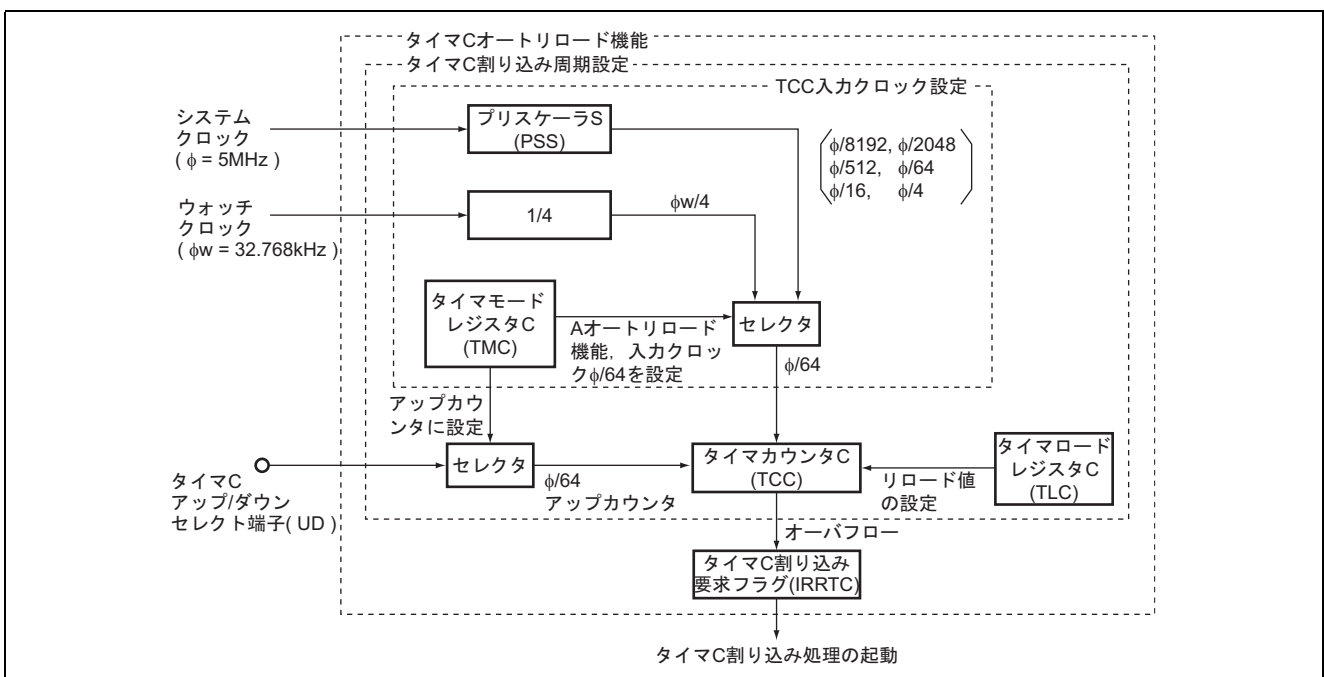 タイマCオートリロード機能
タイマC割り込み周期設定
TCC入力クロック設定
システム
クロック
( φ = 5MHz )
プリスケーラS
(PSS)
φ/8192, φ/2048
φ/512, φ/64
φ/16, φ/4
ウォッチ
クロック
( φw = 32.768kHz )
1/4
φw/4
タイマモード
レジスタC
(TMC)
Aオートリロード
機能，入力クロッ
クφ/64を設定
セレクタ
φ/64
アップカウ
ンタに設定
タイマC
アップ/ダウン
セレクト端子( UD )
セレクタ
φ/64
アップカウンタ
タイマカウンタC
(TCC)
リロード値
の設定
タイマロード
レジスタC
(TLC)
オーバフロー
タイマC割り込み
要求フラグ(IRRTC)
タイマC割り込み処理の起動